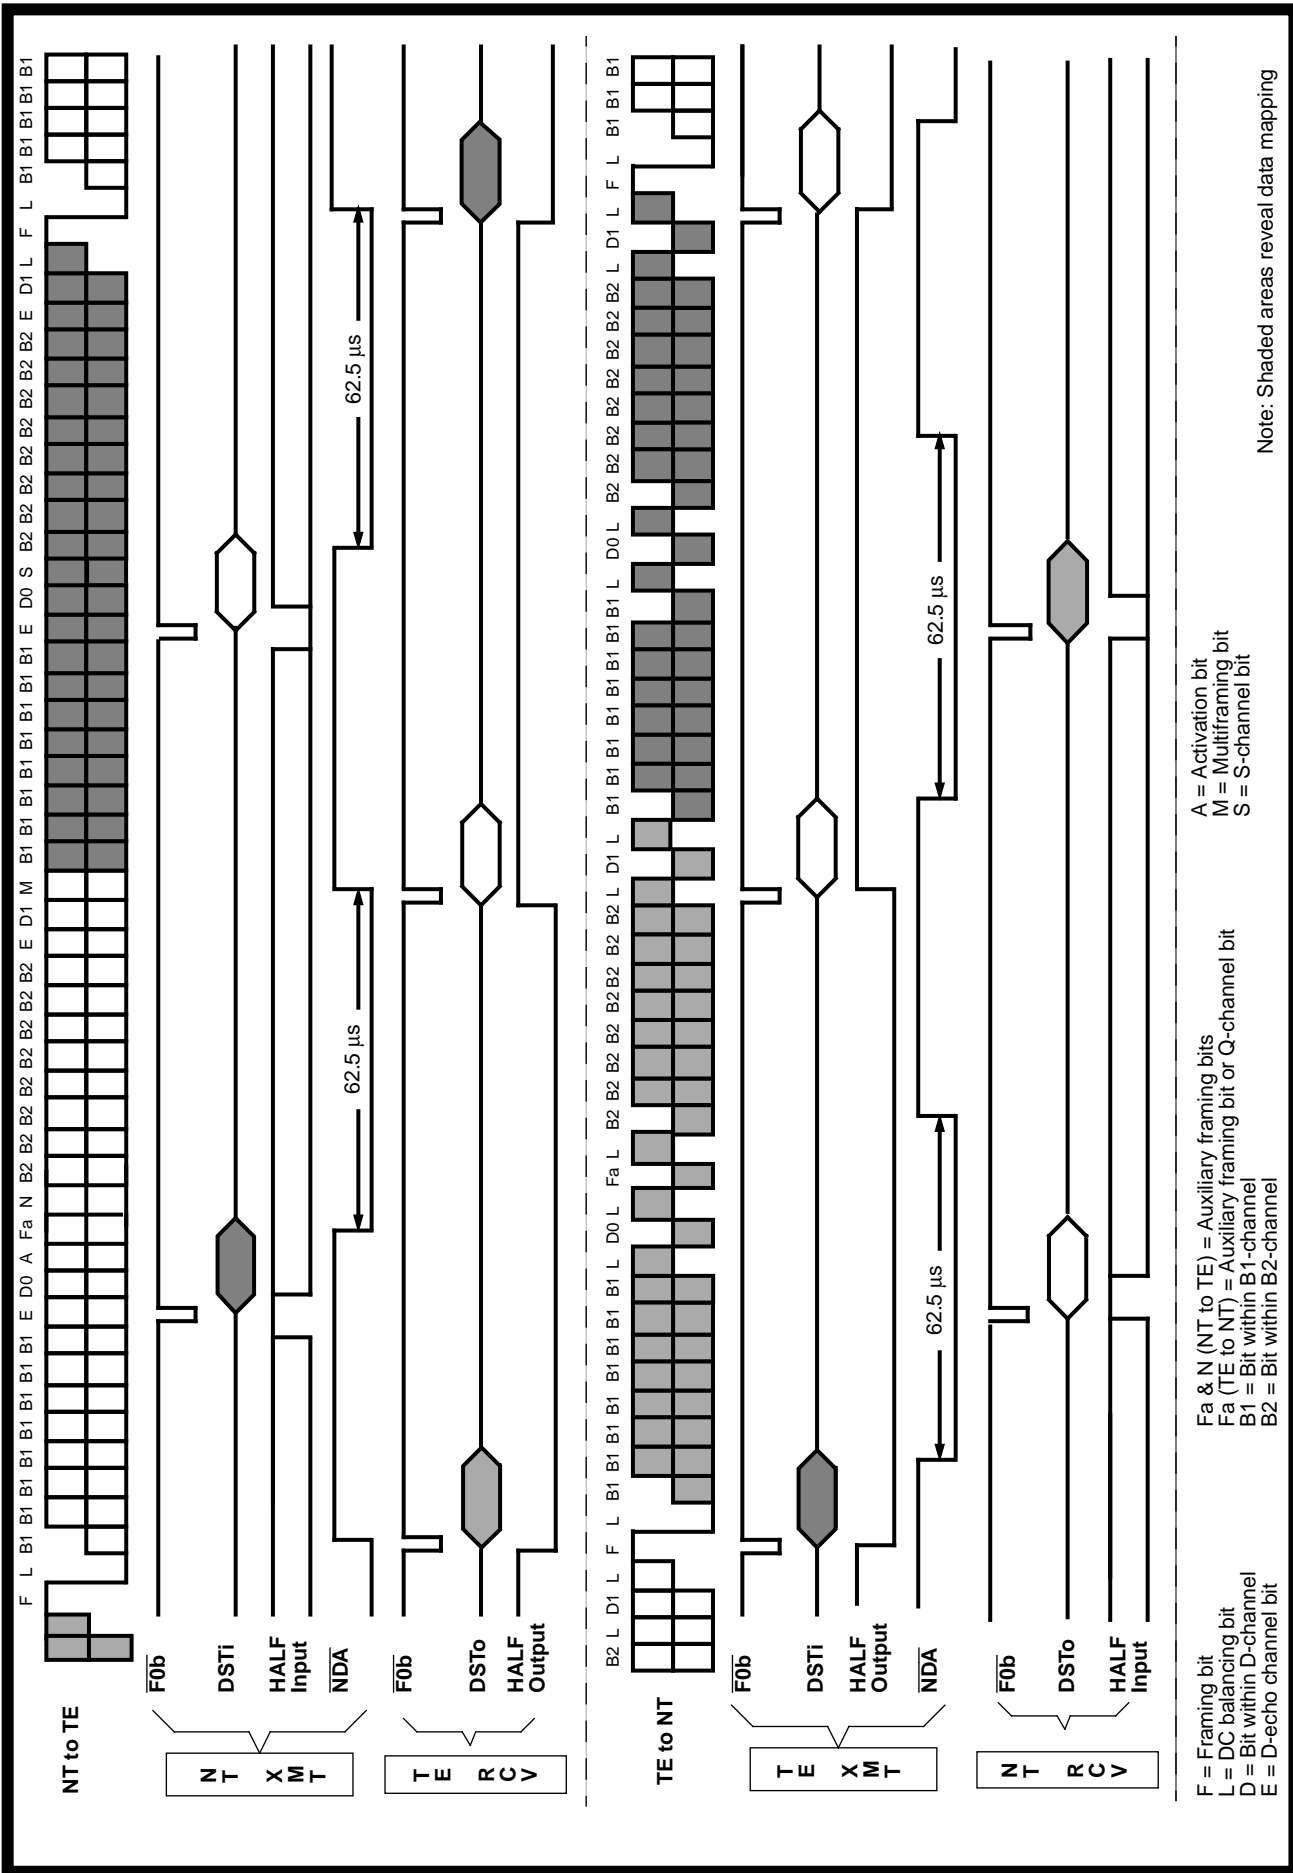 NT to TE
F L B1 B1 B1 B1 B1 B1 B1 B1 E D0 A Fa N B2 B2 B2 B2 B2 B2 B2 B2 E D1 M B1 B1 B1 B1 B1 B1 B1 B1 E D0 S B2 B2 B2 B2 B2 B2 B2 B2 E D1 L F L B1 B1 B1 B1 B1
NT XMT
F0b
DSTi
HALF
Input
NDA
62.5 µs
62.5 µs
TE RCV
F0b
DSTo
HALF
Output
TE to NT
B2 L D1 L F L B1 B1 B1 B1 B1 B1 B1 B1 L D0 L Fa L B2 B2 B2 B2 B2 B2 B2 B2 L D1 L B1 B1 B1 B1 B1 B1 B1 B1 L D0 L B2 B2 B2 B2 B2 B2 B2 B2 L D1 L F L B1 B1 B1
TE XMT
F0b
DSTi
HALF
Output
NDA
62.5 µs
62.5 µs
NT RCV
F0b
DSTo
HALF
Input
F = Framing bit
L = DC balancing bit
D = Bit within D-channel
E = D-echo channel bit
Fa & N (NT to TE) = Auxiliary framing bits
Fa (TE to NT) = Auxiliary framing bit or Q-channel bit
B1 = Bit within B1-channel
B2 = Bit within B2-channel
A = Activation bit
M = Multiframing bit
S = S-channel bit
Note: Shaded areas reveal data mapping